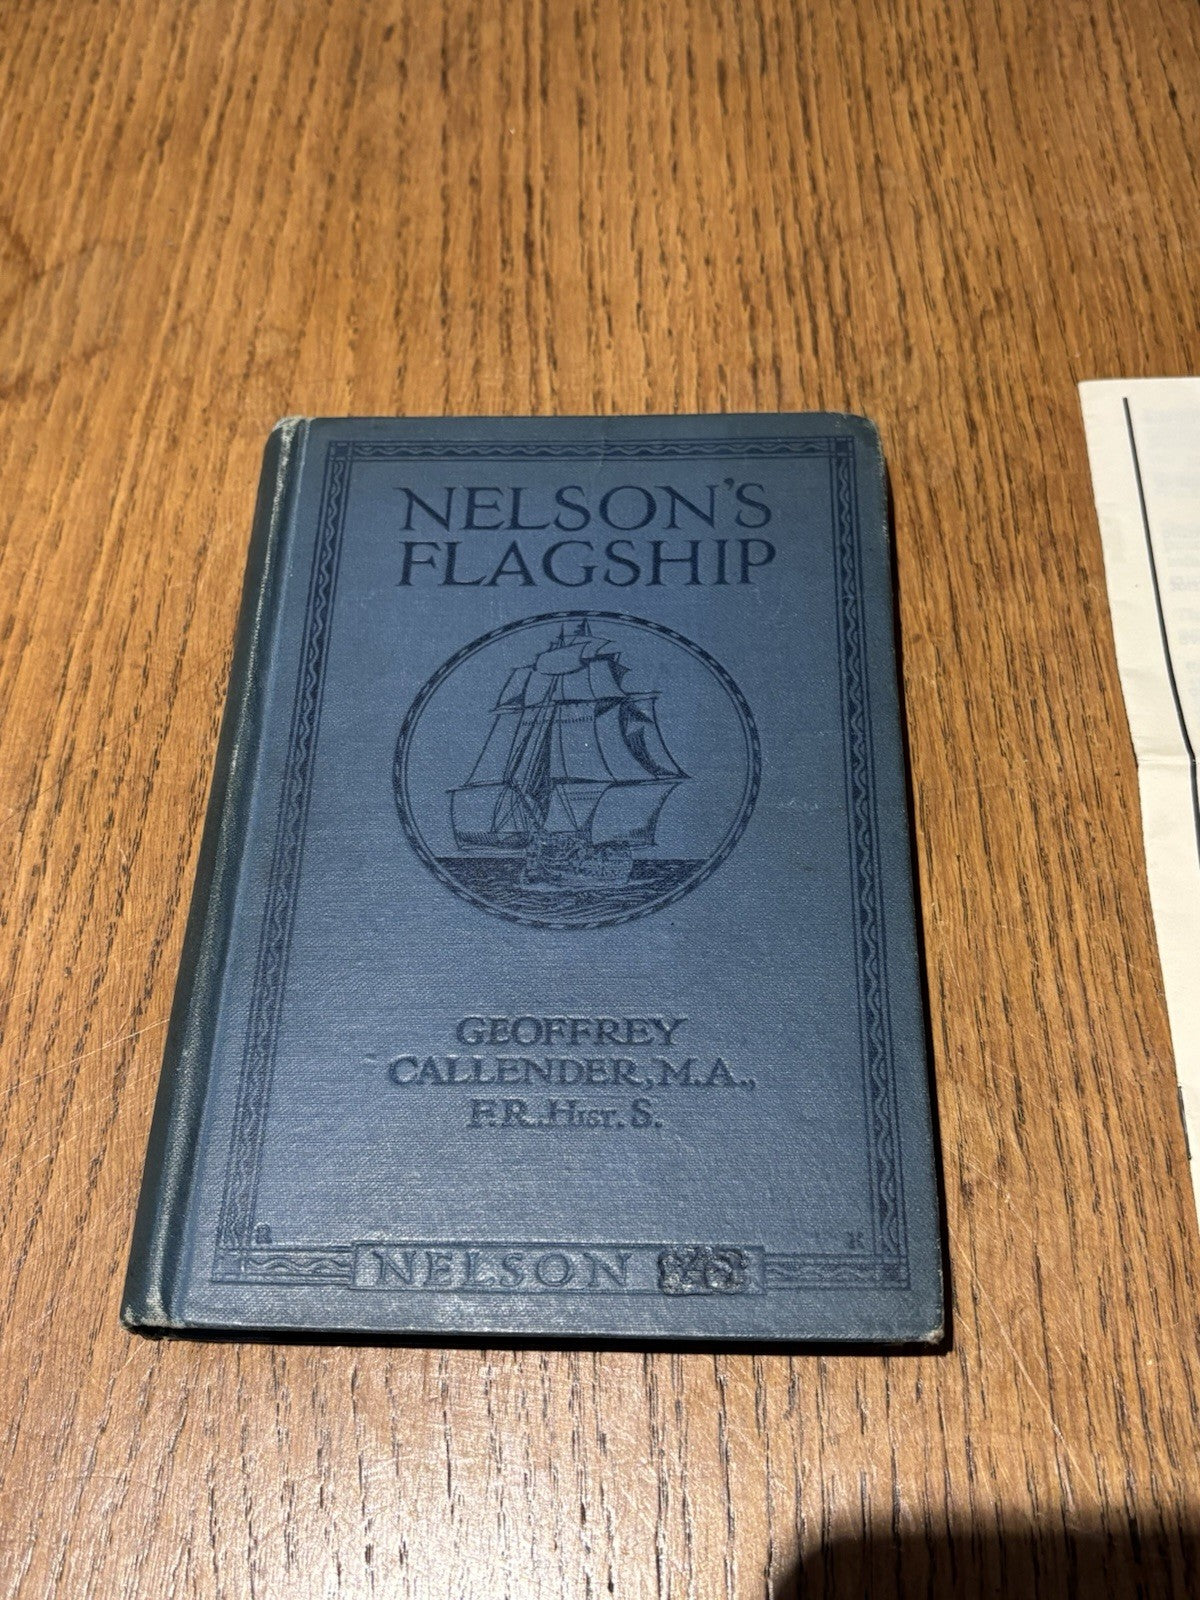 NELSON'S
FLAGSHIP
GEOFFREY
CALLENDER, M.A.,
F.R. HIST. S.
NELSON